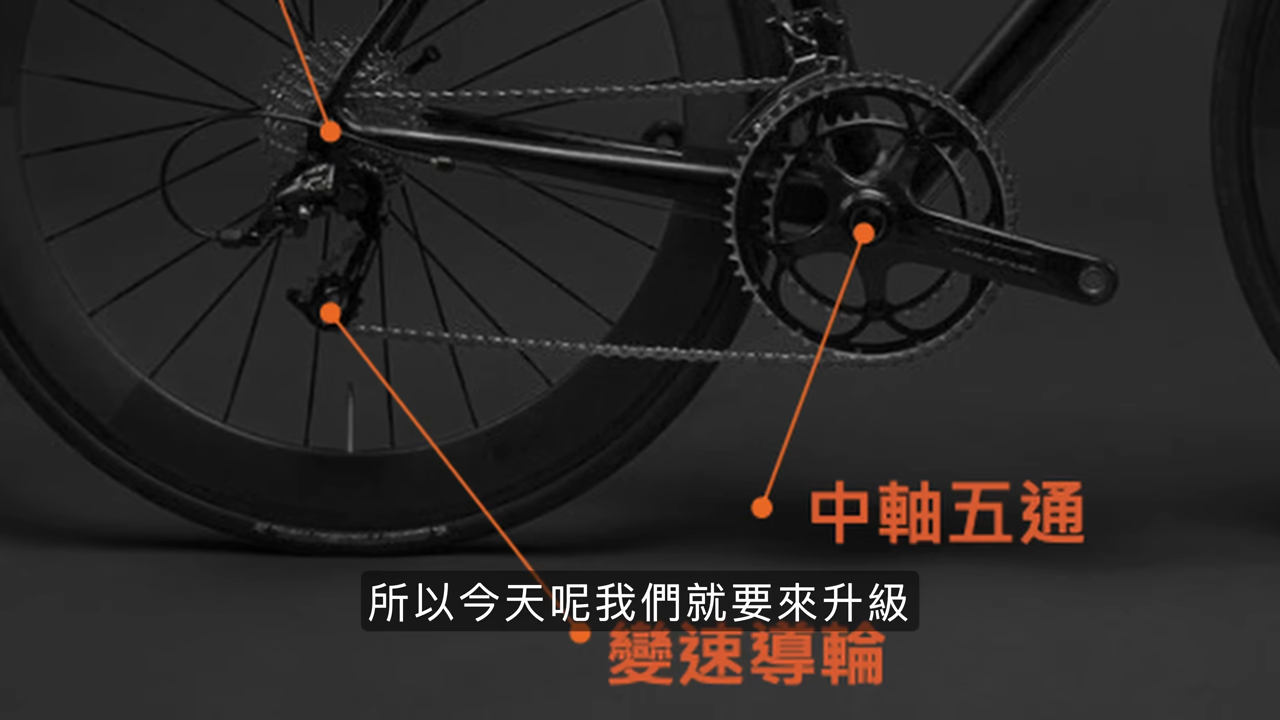 中軸五通
所以今天呢我們就要來升級
變速導輪